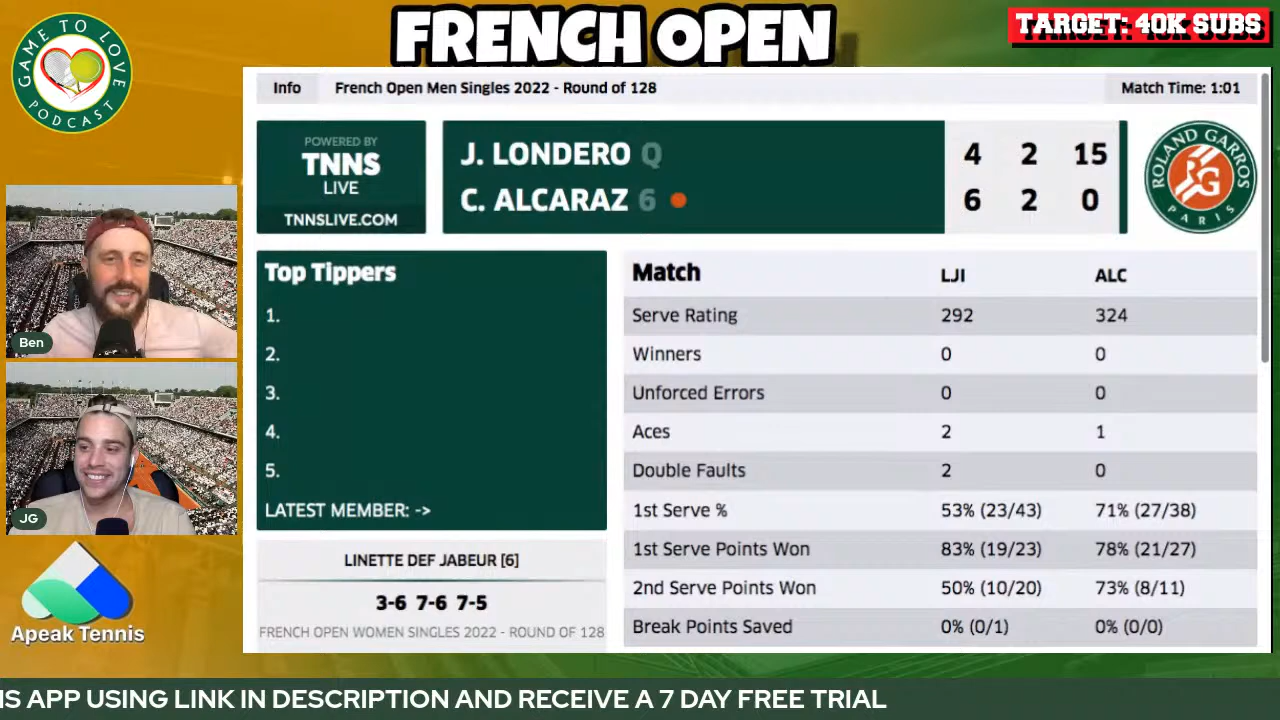 GAME TO LOVE
PODCAST
FRENCH OPEN
TARGET: 40K SUBS
Info French Open Men Singles 2022 - Round of 128 Match Time: 1:01
POWERED BY
TNNS
LIVE
TNNSLIVE.COM
J. LONDERO Q 4 2 15
C. ALCARAZ 6 6 2 0
ROLAND GARROS
RG
PARIS
Top Tippers
1.
2.
3.
4.
5.
LATEST MEMBER: ->
LINETTE DEF JABEUR [6]
3-6 7-6 7-5
FRENCH OPEN WOMEN SINGLES 2022 - ROUND OF 128
Match LJI ALC
Serve Rating 292 324
Winners 0 0
Unforced Errors 0 0
Aces 2 1
Double Faults 2 0
1st Serve % 53% (23/43) 71% (27/38)
1st Serve Points Won 83% (19/23) 78% (21/27)
2nd Serve Points Won 50% (10/20) 73% (8/11)
Break Points Saved 0% (0/1) 0% (0/0)
Ben
JG
Apeak Tennis
IS APP USING LINK IN DESCRIPTION AND RECEIVE A 7 DAY FREE TRIAL